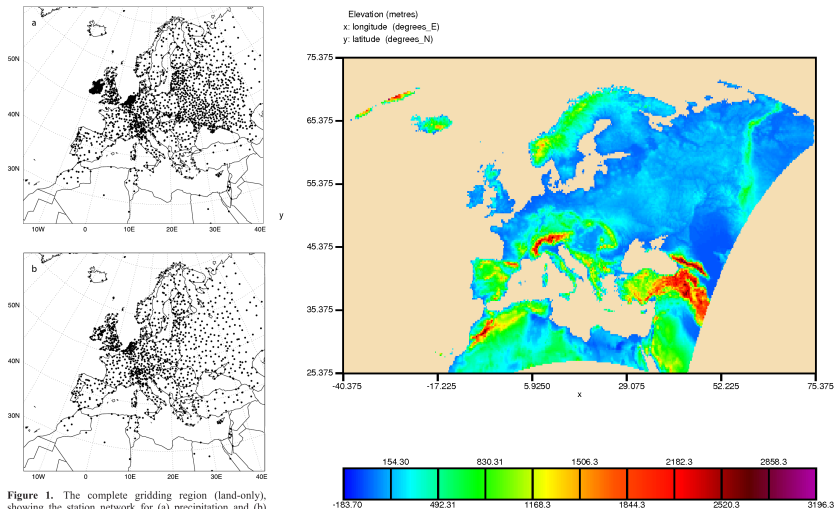 a
50N
40N
30N
10W 0 10E 20E 30E 40E
b
50N
40N
30N
10W 0 10E 20E 30E 40E
Figure 1. The complete gridding region (land-only),
showing the station network for (a) precipitation and (b)
Elevation (metres)
x: longitude (degrees_E)
y: latitude (degrees_N)
75.375
65.375
55.375
y
45.375
35.375
25.375
-40.375 -17.225 5.9250 29.075 52.225 75.375
x
154.30 830.31 1506.3 2182.3 2858.3
-183.70 492.31 1168.3 1844.3 2520.3 3196.3